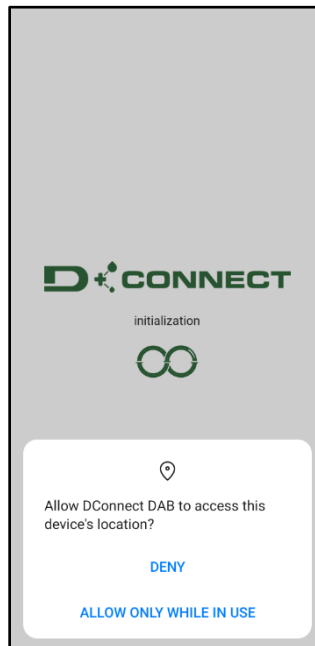 D CONNECT
initialization
Allow DConnect DAB to access this
device's location?
DENY
ALLOW ONLY WHILE IN USE